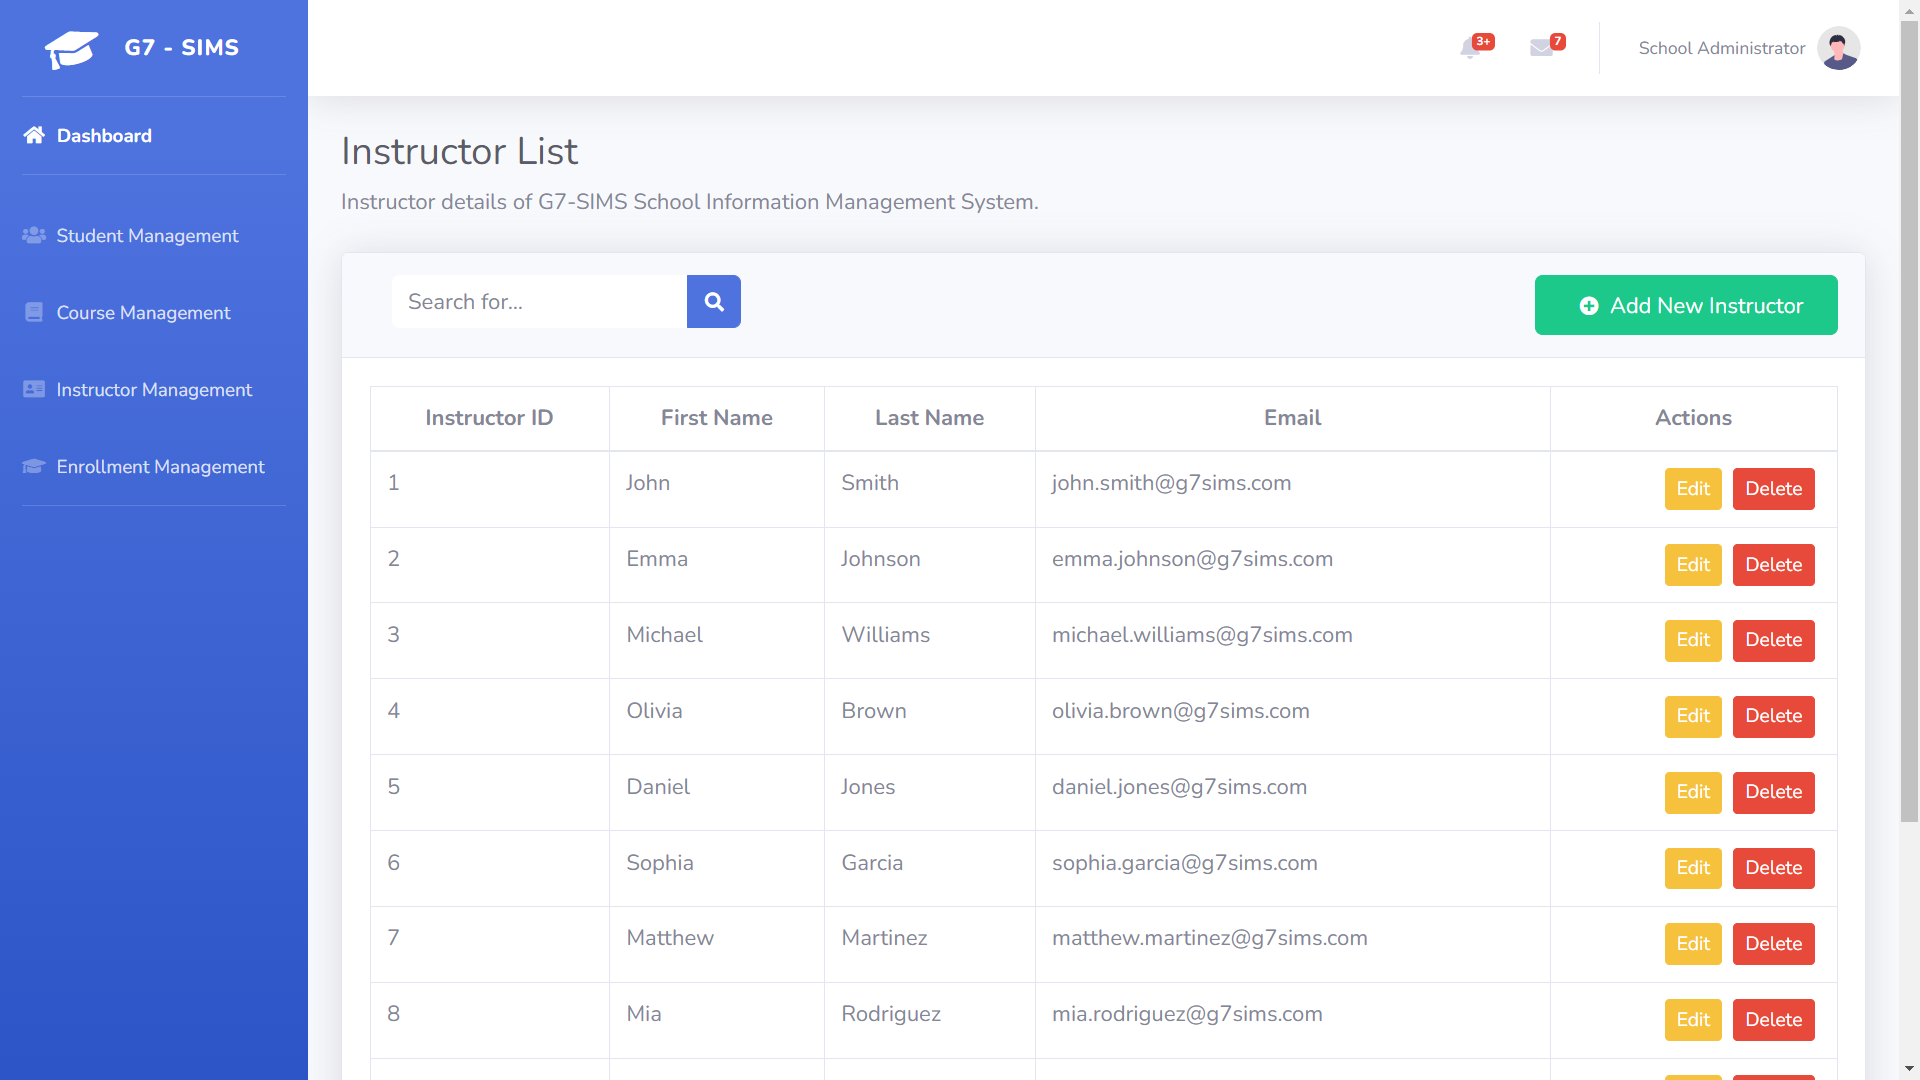 G7 - SIMS
3+
7
School Administrator
Dashboard
Student Management
Course Management
Instructor Management
Enrollment Management
Instructor List
Instructor details of G7-SIMS School Information Management System.
Search for...
Add New Instructor
Instructor ID First Name Last Name Email Actions
1 John Smith john.smith@g7sims.com Edit Delete
2 Emma Johnson emma.johnson@g7sims.com Edit Delete
3 Michael Williams michael.williams@g7sims.com Edit Delete
4 Olivia Brown olivia.brown@g7sims.com Edit Delete
5 Daniel Jones daniel.jones@g7sims.com Edit Delete
6 Sophia Garcia sophia.garcia@g7sims.com Edit Delete
7 Matthew Martinez matthew.martinez@g7sims.com Edit Delete
8 Mia Rodriguez mia.rodriguez@g7sims.com Edit Delete